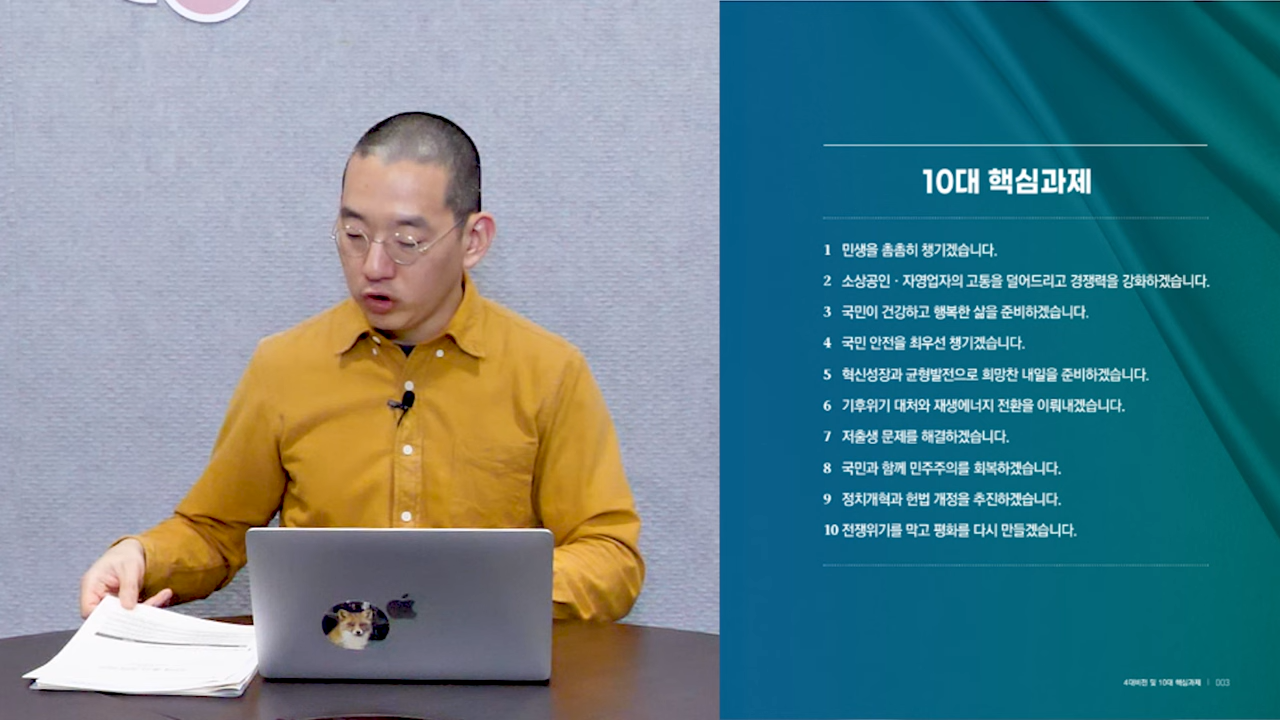 10대 핵심과제
1 민생을 촘촘히 챙기겠습니다.
2 소상공인 · 자영업자의 고통을 덜어드리고 경쟁력을 강화하겠습니다.
3 국민이 건강하고 행복한 삶을 준비하겠습니다.
4 국민 안전을 최우선 챙기겠습니다.
5 혁신성장과 균형발전으로 희망찬 내일을 준비하겠습니다.
6 기후위기 대처와 재생에너지 전환을 이뤄내겠습니다.
7 저출생 문제를 해결하겠습니다.
8 국민과 함께 민주주의를 회복하겠습니다.
9 정치개혁과 헌법 개정을 추진하겠습니다.
10 전쟁위기를 막고 평화를 다시 만들겠습니다.
4대비전 및 10대 핵심과제 | 003